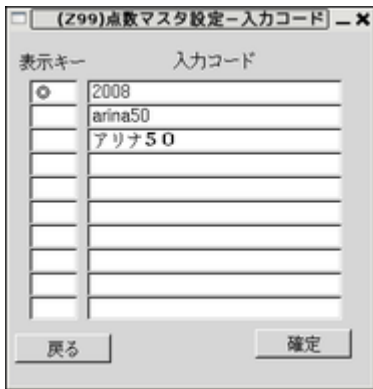 (Z99)点数マスタ設定－入力コード
表示キー 入力コード
◎ 2008
arina50
アリナ５０
戻る 確定